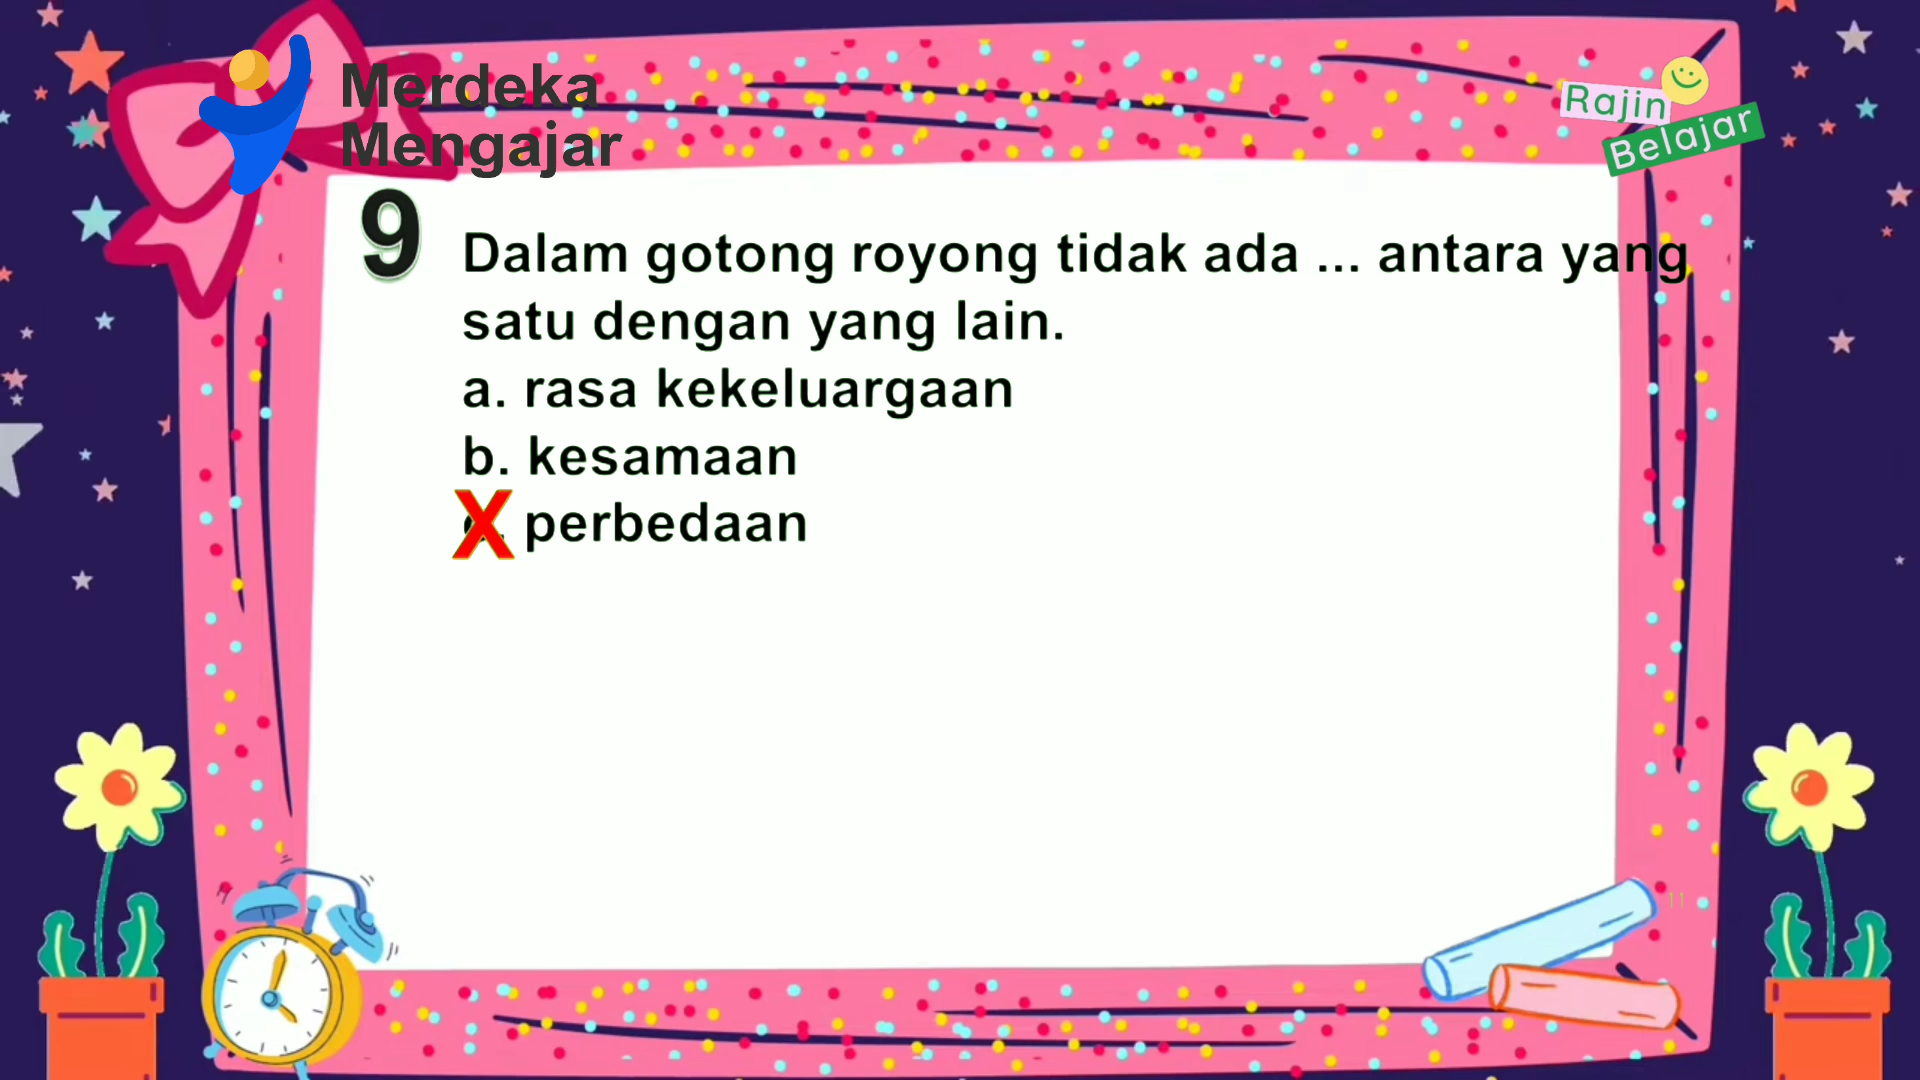 Merdeka
Mengajar
Rajin
Belajar
9
Dalam gotong royong tidak ada ... antara yang
satu dengan yang lain.
a. rasa kekeluargaan
b. kesamaan
X perbedaan
11